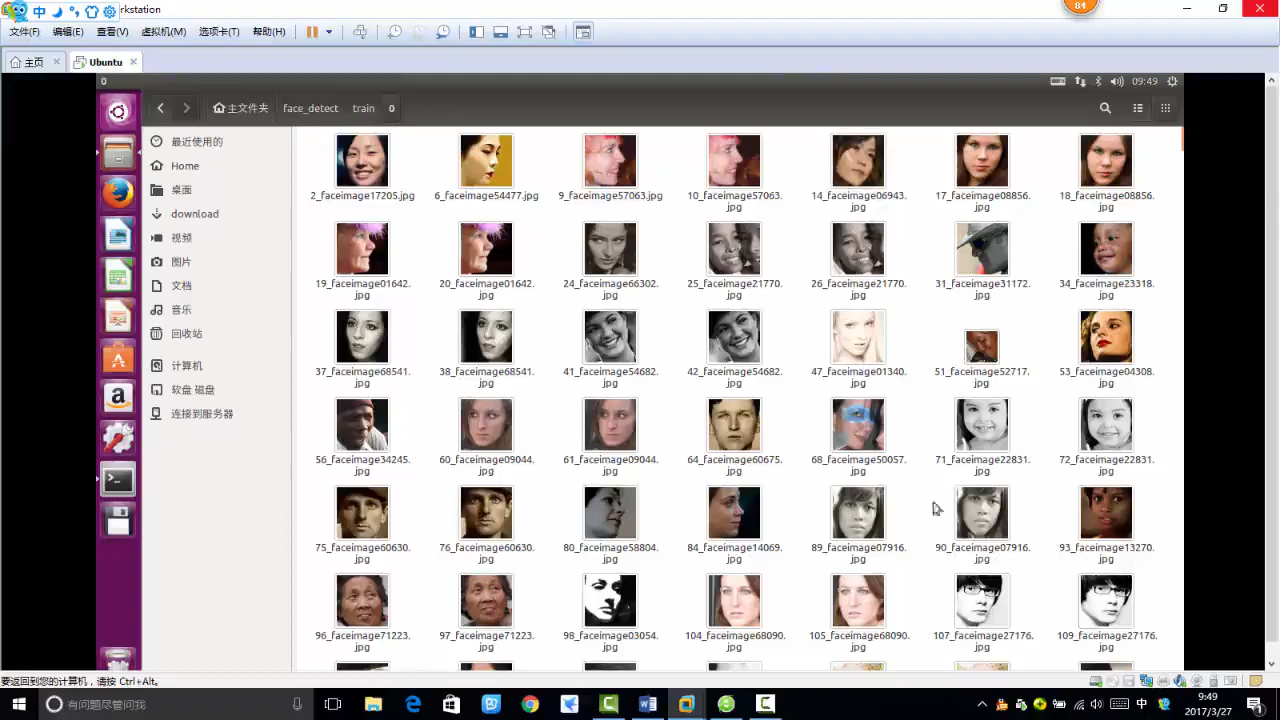 中
rkstation
84
文件(F) 编辑(E) 查看(V) 虚拟机(M) 选项卡(T) 帮助(H)
主页 Ubuntu
0 09:49
主文件夹 face_detect train 0
最近使用的
Home
桌面
download
视频
图片
文档
音乐
回收站
计算机
软盘 磁盘
连接到服务器
2_faceimage17205.jpg 6_faceimage54477.jpg 9_faceimage57063.jpg 10_faceimage57063.jpg 14_faceimage06943.jpg 17_faceimage08856.jpg 18_faceimage08856.jpg
19_faceimage01642.jpg 20_faceimage01642.jpg 24_faceimage66302.jpg 25_faceimage21770.jpg 26_faceimage21770.jpg 31_faceimage31172.jpg 34_faceimage23318.jpg
37_faceimage68541.jpg 38_faceimage68541.jpg 41_faceimage54682.jpg 42_faceimage54682.jpg 47_faceimage01340.jpg 51_faceimage52717.jpg 53_faceimage04308.jpg
56_faceimage34245.jpg 60_faceimage09044.jpg 61_faceimage09044.jpg 64_faceimage60675.jpg 68_faceimage50057.jpg 71_faceimage22831.jpg 72_faceimage22831.jpg
75_faceimage60630.jpg 76_faceimage60630.jpg 80_faceimage58804.jpg 84_faceimage14069.jpg 89_faceimage07916.jpg 90_faceimage07916.jpg 93_faceimage13270.jpg
96_faceimage71223.jpg 97_faceimage71223.jpg 98_faceimage03054.jpg 104_faceimage68090.jpg 105_faceimage68090.jpg 107_faceimage27176.jpg 109_faceimage27176.jpg
要返回到您的计算机，请按 Ctrl+Alt。
有问题尽管问我
中
9:49
2017/3/27